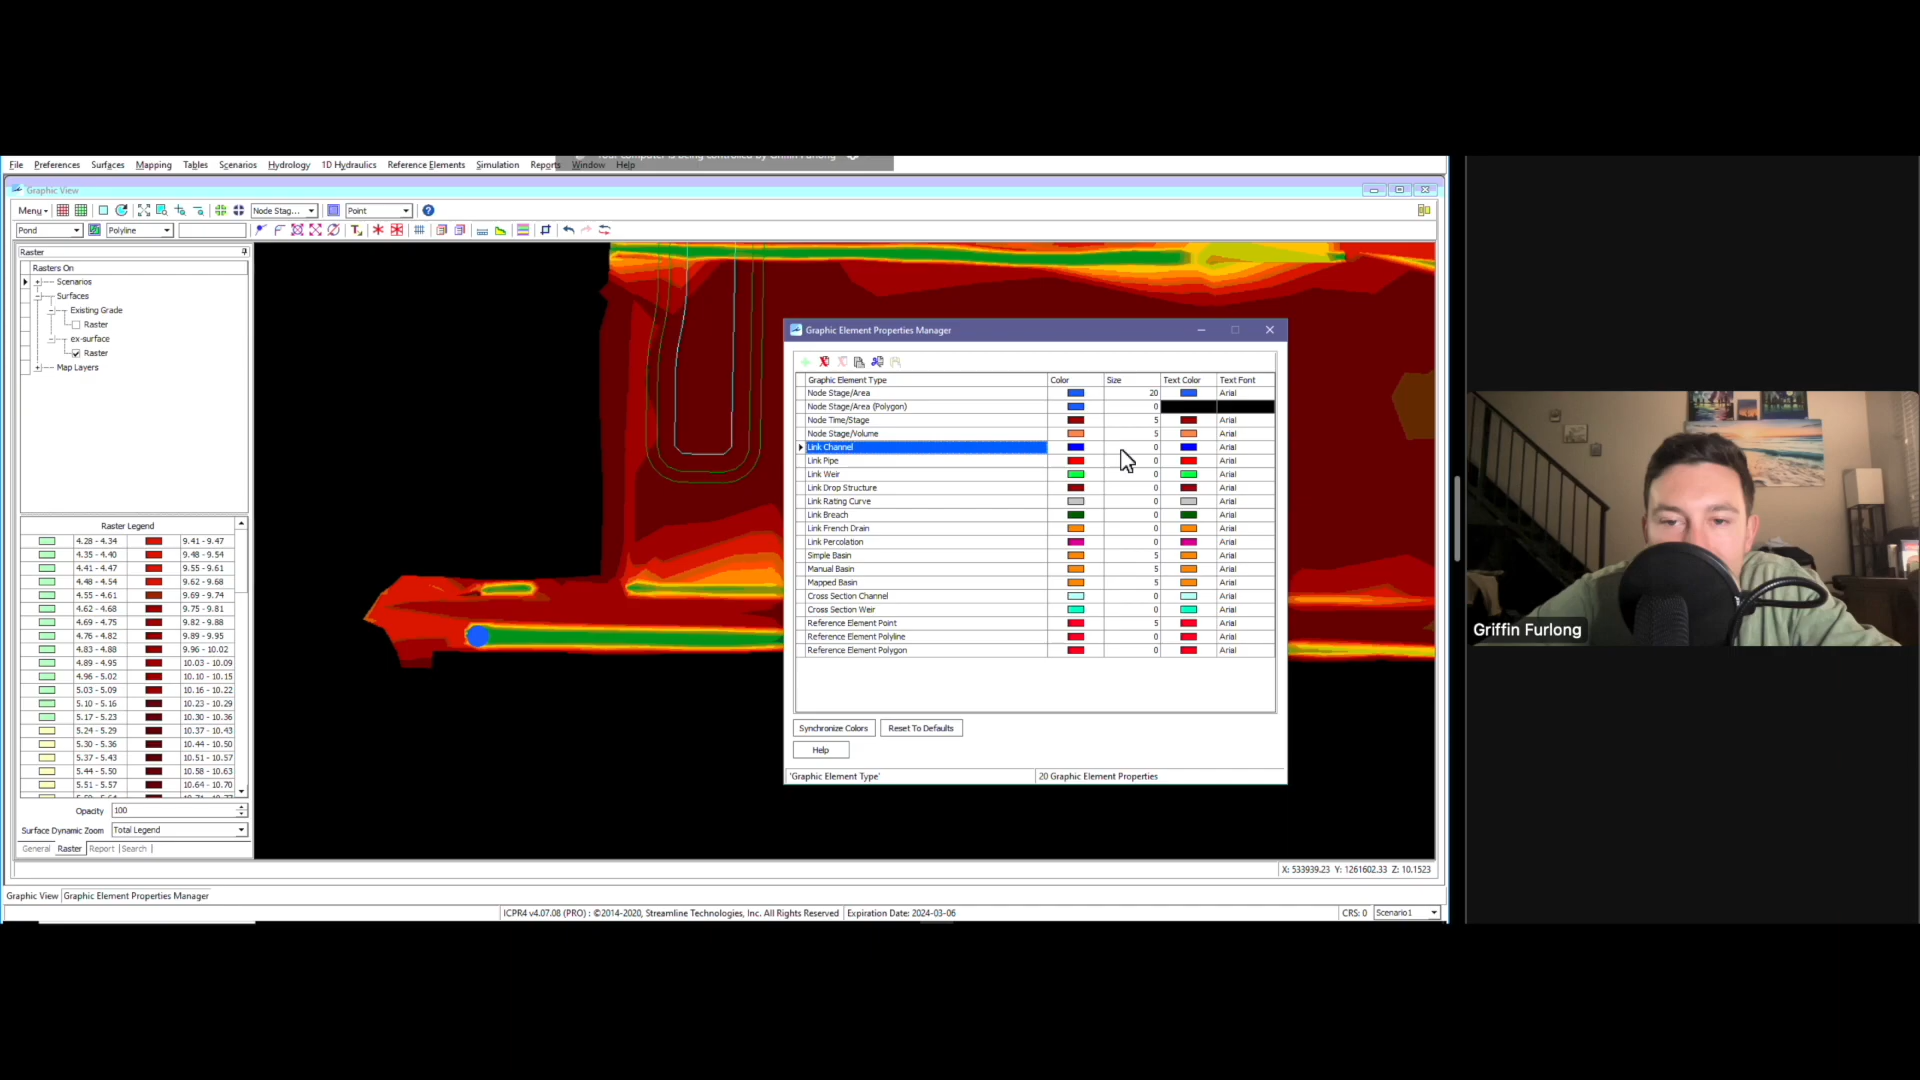 File Preferences Surfaces Mapping Tables Scenarios Hydrology 1D Hydraulics Reference Elements Simulation Reports Window Help
Graphic View
Menu Node Stag... Point
Pond Polyline
Raster
Rasters On
Scenarios
Surfaces
Existing Grade
Raster
ex-surface
Raster
Map Layers
Raster Legend
4.28 - 4.34 9.41 - 9.47
4.35 - 4.40 9.48 - 9.54
4.41 - 4.47 9.55 - 9.61
4.48 - 4.54 9.62 - 9.68
4.55 - 4.61 9.69 - 9.74
4.62 - 4.68 9.75 - 9.81
4.69 - 4.75 9.82 - 9.88
4.76 - 4.82 9.89 - 9.95
4.83 - 4.88 9.96 - 10.02
4.89 - 4.95 10.03 - 10.09
4.96 - 5.02 10.10 - 10.15
5.03 - 5.09 10.16 - 10.22
5.10 - 5.16 10.23 - 10.29
5.17 - 5.23 10.30 - 10.36
5.24 - 5.29 10.37 - 10.43
5.30 - 5.36 10.44 - 10.50
5.37 - 5.43 10.51 - 10.57
5.44 - 5.50 10.58 - 10.63
5.51 - 5.57 10.64 - 10.70
Opacity 100
Surface Dynamic Zoom Total Legend
General Raster Report Search
Graphic Element Properties Manager
Graphic Element Type Color Size Text Color Text Font
Node Stage/Area 20 Arial
Node Stage/Area (Polygon) 0
Node Time/Stage 5 Arial
Node Stage/Volume 5 Arial
Link Channel 0 Arial
Link Pipe 0 Arial
Link Weir 0 Arial
Link Drop Structure 0 Arial
Link Rating Curve 0 Arial
Link Breach 0 Arial
Link French Drain 0 Arial
Link Percolation 0 Arial
Simple Basin 5 Arial
Manual Basin 5 Arial
Mapped Basin 5 Arial
Cross Section Channel 0 Arial
Cross Section Weir 0 Arial
Reference Element Point 5 Arial
Reference Element Polyline 0 Arial
Reference Element Polygon 0 Arial
Synchronize Colors Reset To Defaults
Help
'Graphic Element Type' 20 Graphic Element Properties
Griffin Furlong
X: 533939.23 Y: 1261602.33 Z: 10.1523
Graphic View Graphic Element Properties Manager
ICPR4 v4.07.08 (PRO) : ©2014-2020, Streamline Technologies, Inc. All Rights Reserved Expiration Date: 2024-03-06 CRS: 0 Scenario1